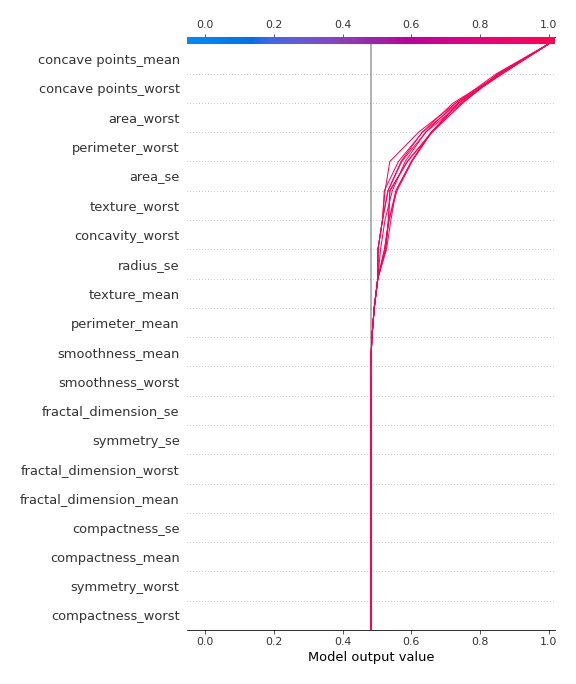 0.0 0.2 0.4 0.6 0.8 1.0
concave points_mean
concave points_worst
area_worst
perimeter_worst
area_se
texture_worst
concavity_worst
radius_se
texture_mean
perimeter_mean
smoothness_mean
smoothness_worst
fractal_dimension_se
symmetry_se
fractal_dimension_worst
fractal_dimension_mean
compactness_se
compactness_mean
symmetry_worst
compactness_worst
0.0 0.2 0.4 0.6 0.8 1.0
Model output value